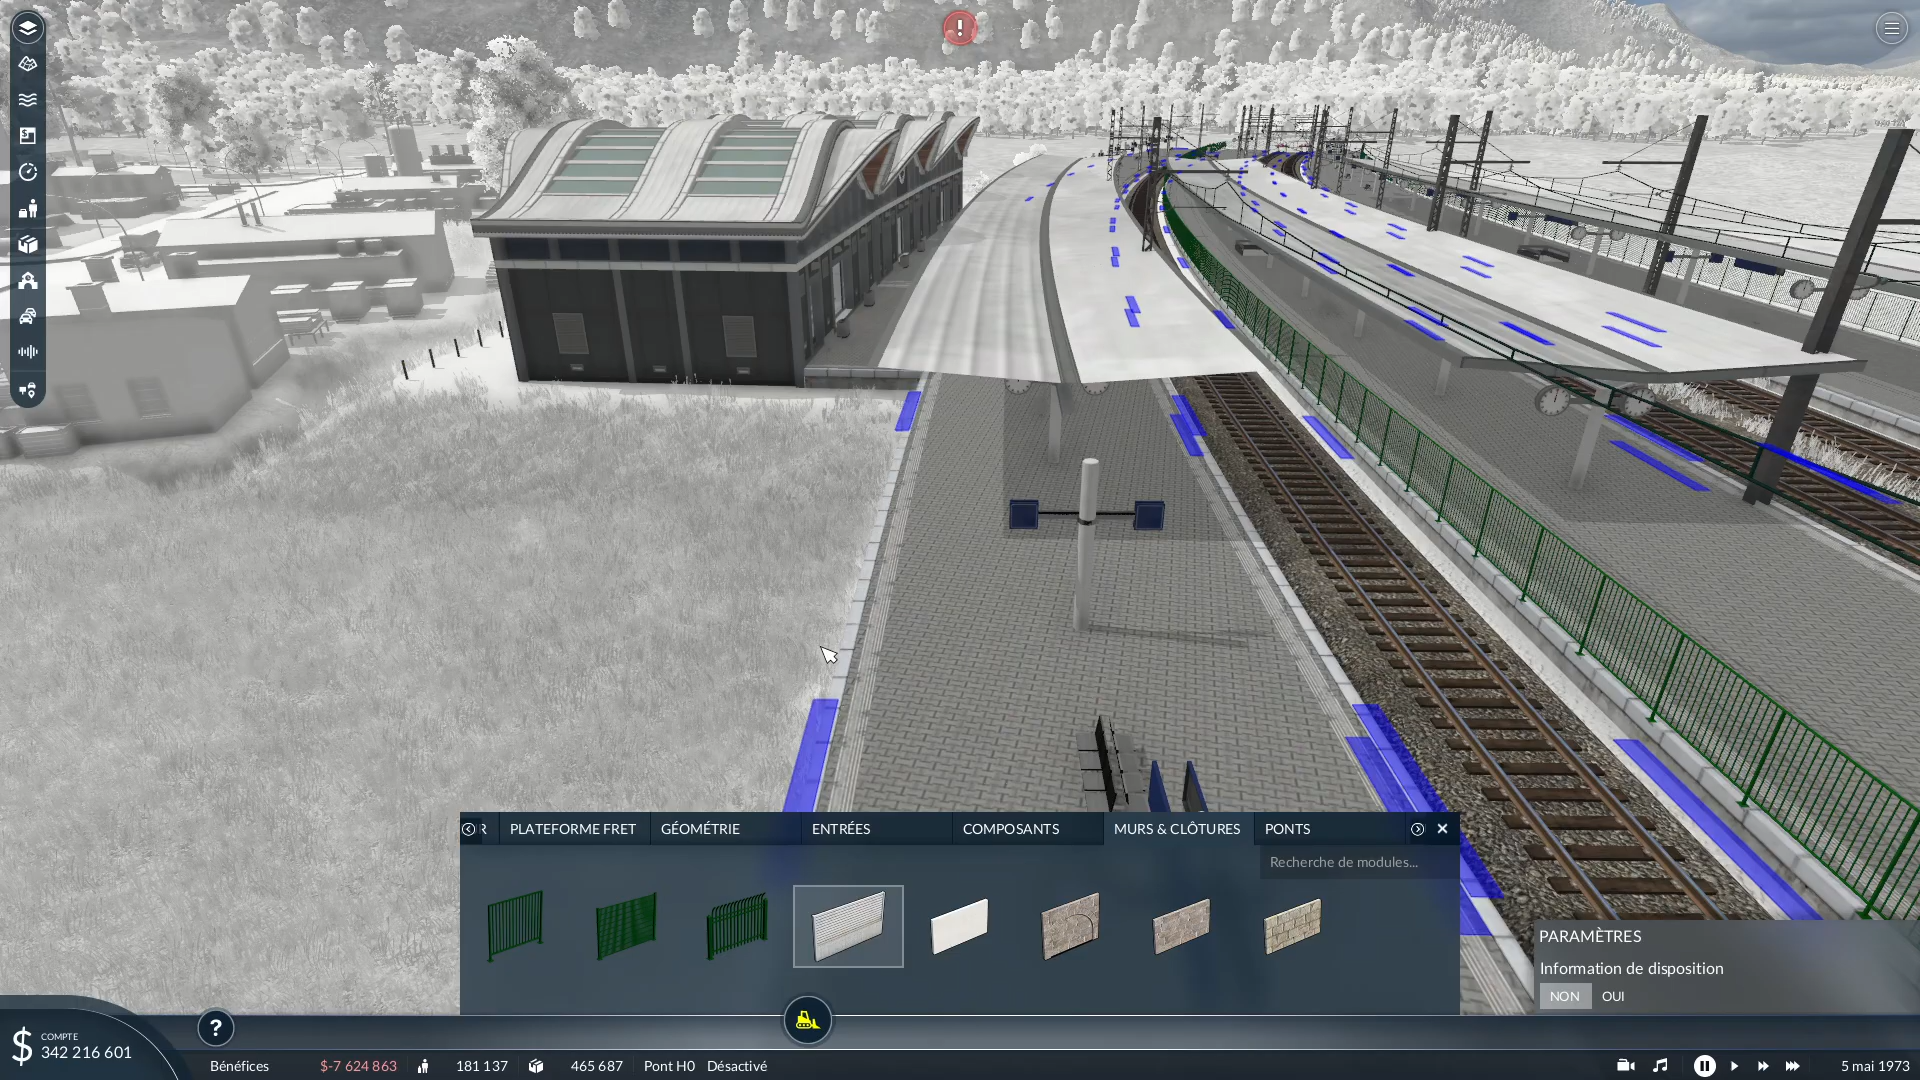 R PLATEFORME FRET GÉOMÉTRIE ENTRÉES COMPOSANTS MURS & CLÔTURES PONTS
Recherche de modules...
PARAMÈTRES
Information de disposition
NON OUI
?
$ COMPTE
342 216 601
Bénéfices $-7 624 863 181 137 465 687 Pont H0 Désactivé 5 mai 1973